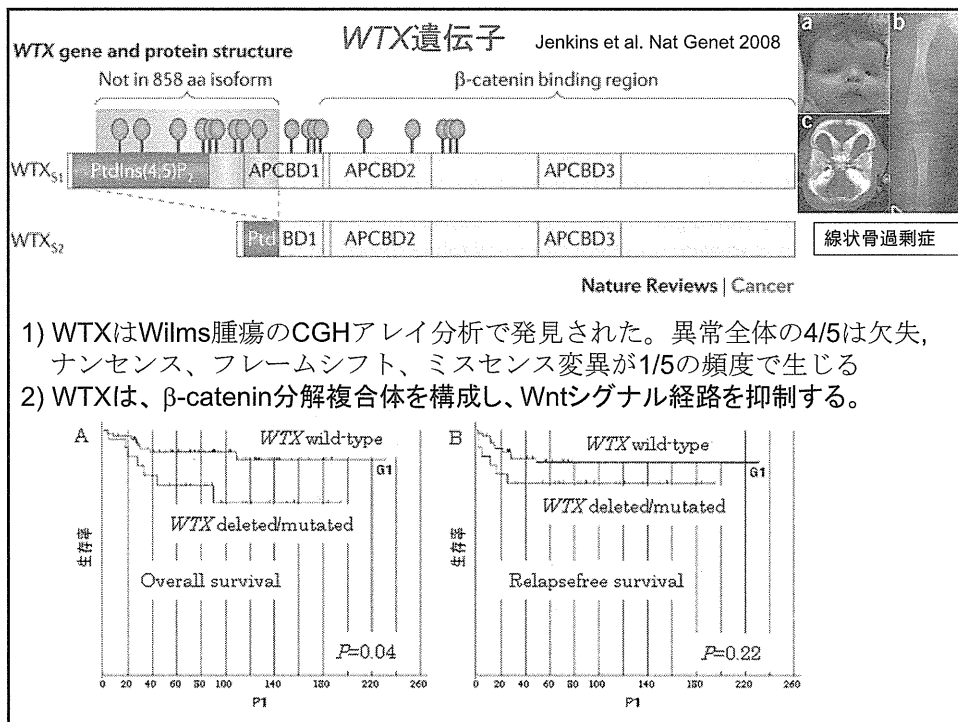 WTX遺伝子
Jenkins et al. Nat Genet 2008
WTX gene and protein structure
Not in 858 aa isoform
β-catenin binding region
WTXS1
PtdIns(4,5)P2
APCBD1
APCBD2
APCBD3
WTXS2
Ptd
BD1
APCBD2
APCBD3
Nature Reviews | Cancer
a
b
c
線状骨過剰症
1) WTXはWilms腫瘍のCGHアレイ分析で発見された。異常全体の4/5は欠失,
ナンセンス、フレームシフト、ミスセンス変異が1/5の頻度で生じる
2) WTXは、β-catenin分解複合体を構成し、Wntシグナル経路を抑制する。
A
WTX wild-type
G1
WTX deleted/mutated
生存率
Overall survival
P=0.04
0 20 40 60 80 100 140 180 220 260
P1
B
WTX wild-type
G1
WTX deleted/mutated
生存率
Relapsefree survival
P=0.22
0 20 40 60 80 100 140 180 220 260
P1